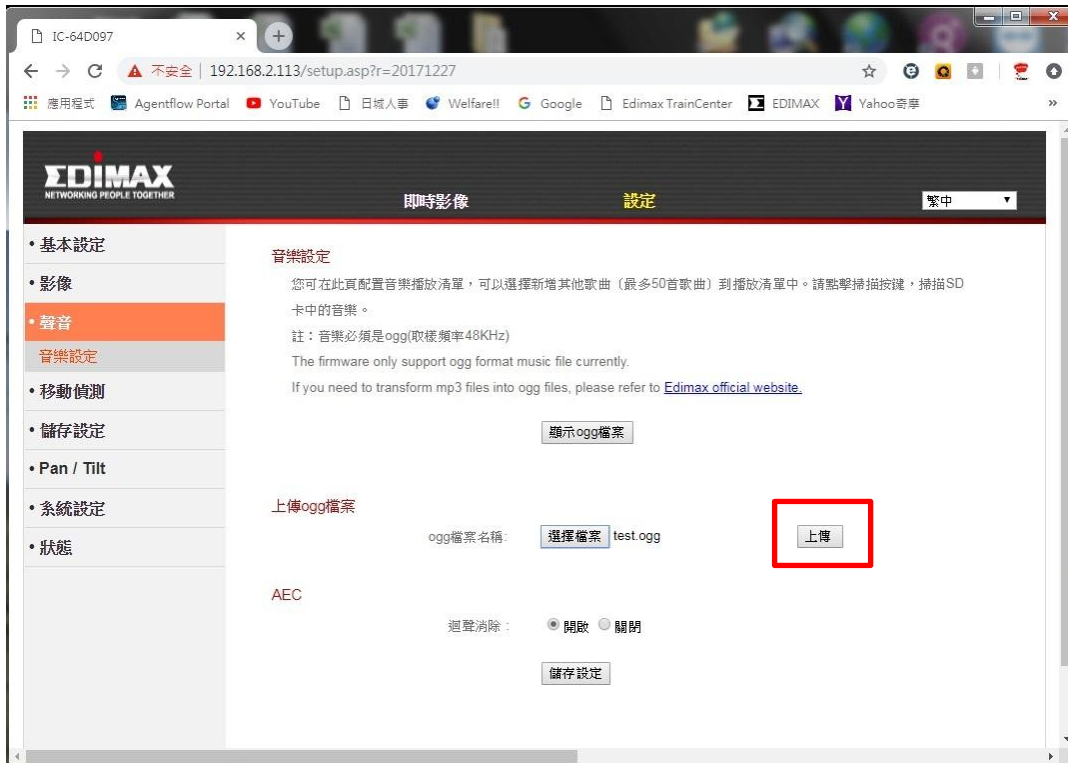 IC-64D097
不安全 | 192.168.2.113/setup.asp?r=20171227
應用程式 Agentflow Portal YouTube 日城人事 Welfare!! Google Edimax TrainCenter EDIMAX Yahoo奇摩 »
EDIMAX
NETWORKING PEOPLE TOGETHER
即時影像 設定 繁中
• 基本設定
• 影像
• 聲音
音樂設定
• 移動偵測
• 儲存設定
• Pan / Tilt
• 系統設定
• 狀態
音樂設定
您可在此頁配置音樂播放清單，可以選擇新增其他歌曲〔最多50首歌曲〕到播放清單中。請點擊掃描按鍵，掃描SD
卡中的音樂。
註：音樂必須是ogg(取樣頻率48KHz)
The firmware only support ogg format music file currently.
If you need to transform mp3 files into ogg files, please refer to Edimax official website.
顯示ogg檔案
上傳ogg檔案
ogg檔案名稱: 選擇檔案 test.ogg 上傳
AEC
迴聲消除 : 開啟 關閉
儲存設定